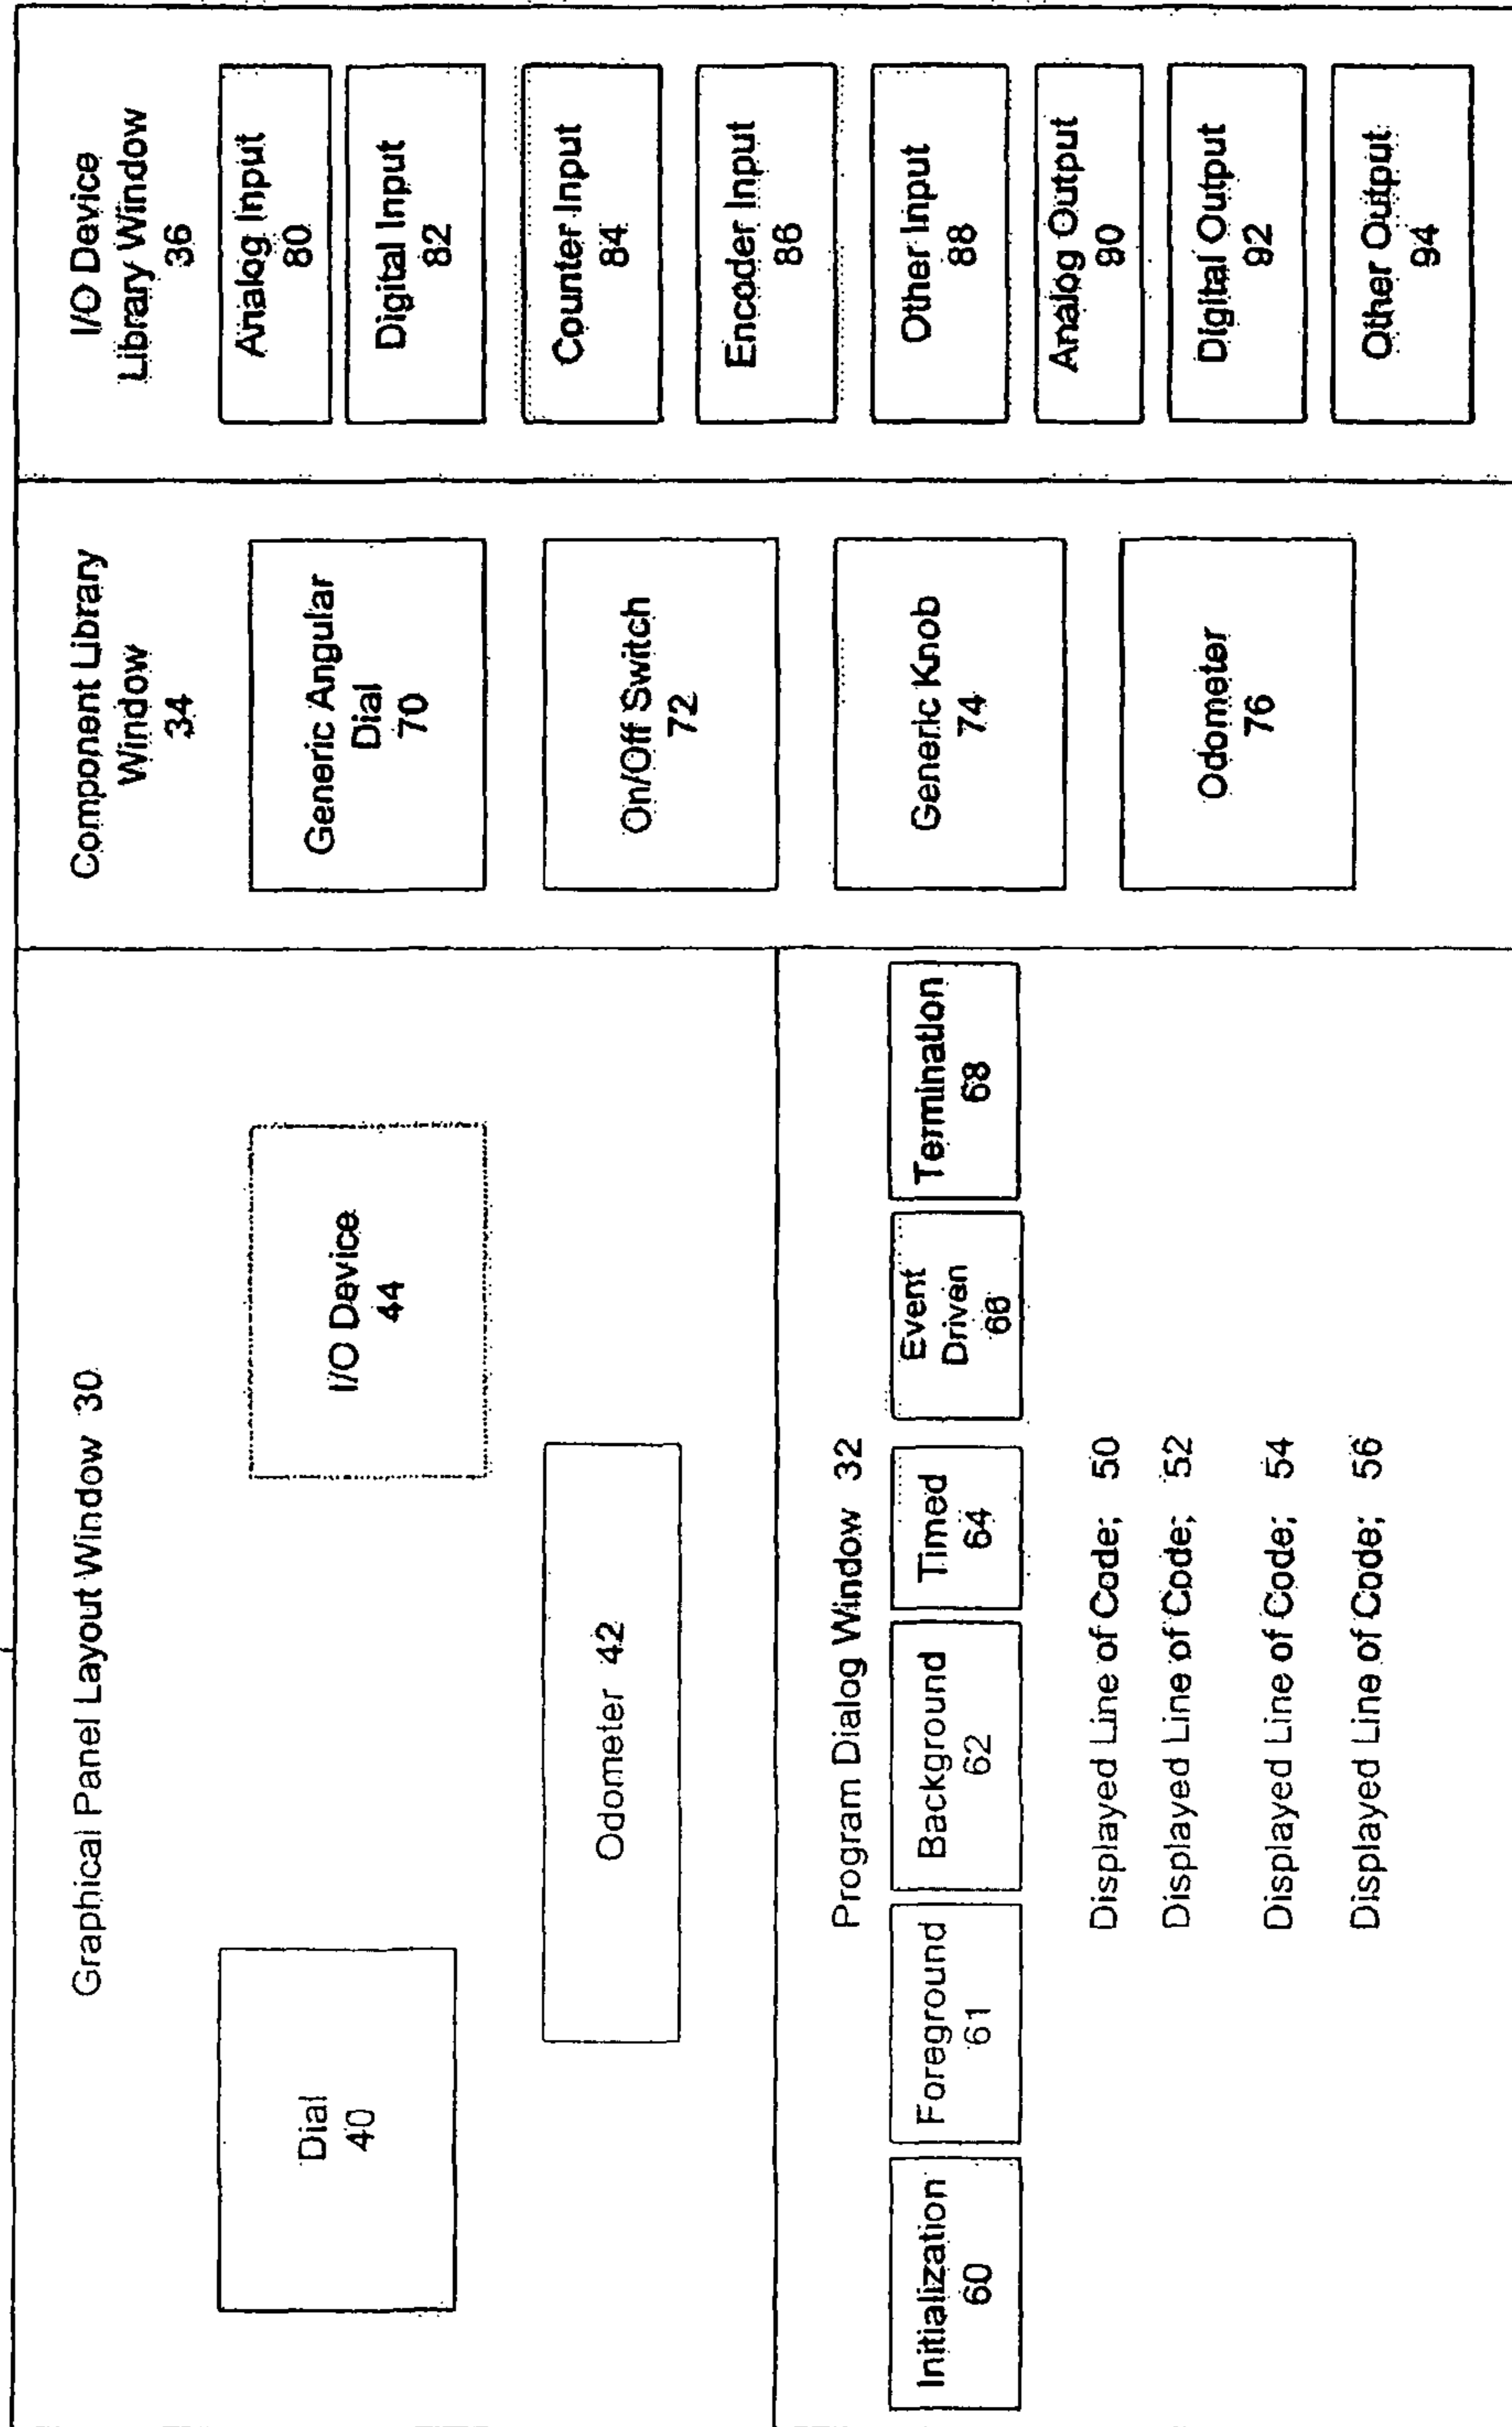 Graphical Panel Layout Window 30
Dial
40
I/O Device
44
Odometer 42
Program Dialog Window 32
Initialization
60
Foreground
61
Background
62
Timed
64
Event
Driven
66
Termination
68
Displayed Line of Code; 50
Displayed Line of Code; 52
Displayed Line of Code; 54
Displayed Line of Code; 56
Component Library
Window
34
Generic Angular
Dial
70
On/Off Switch
72
Generic Knob
74
Odometer
76
I/O Device
Library Window
36
Analog Input
80
Digital Input
82
Counter Input
84
Encoder Input
86
Other Input
88
Analog Output
90
Digital Output
92
Other Output
94